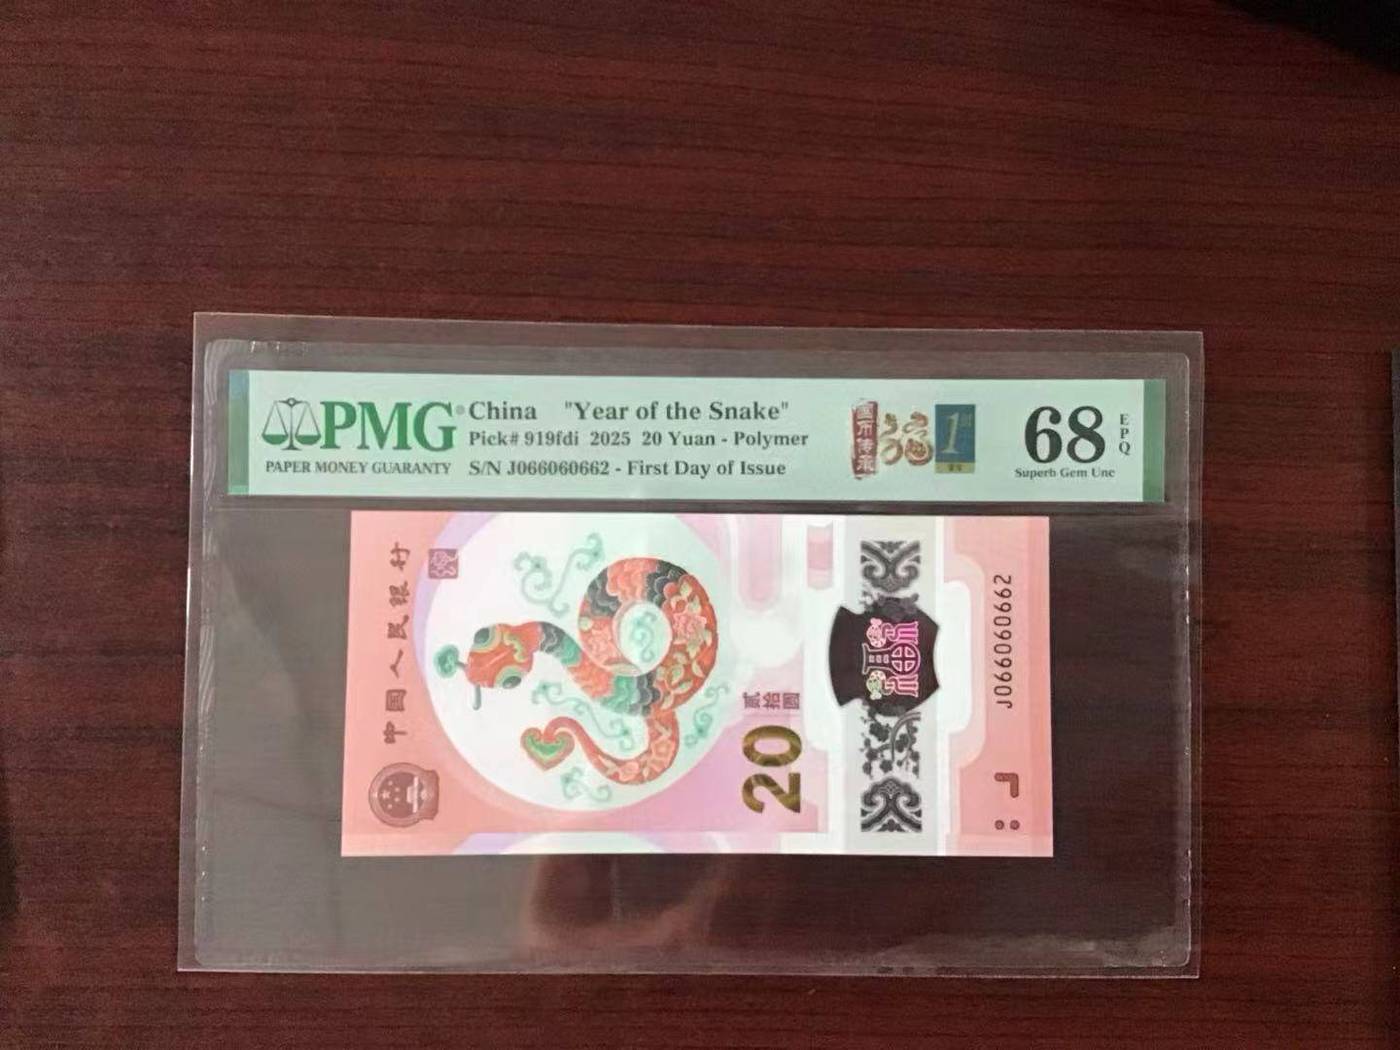 PMG® China "Year of the Snake"
Pick# 919fdi 2025 20 Yuan - Polymer
PAPER MONEY GUARANTY S/N J066060662 - First Day of Issue
国币传承
1
68 EPQ
Superb Gem Unc
中国人民银行
贰拾圆
20
J066060662